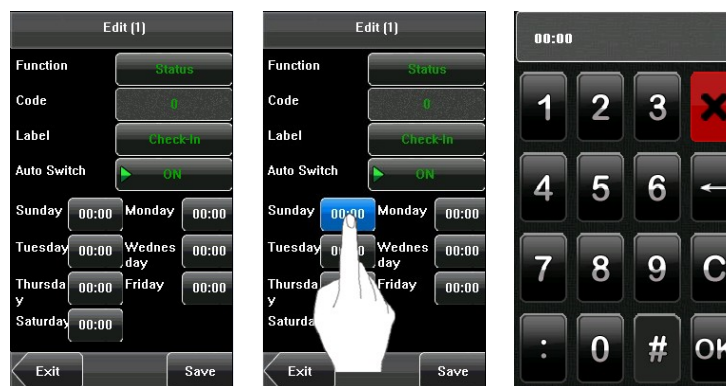 Edit (1)
Function Status
Code 0
Label Check-In
Auto Switch ON
Sunday 00:00 Monday 00:00
Tuesday 00:00 Wednes
day 00:00
Thursda
y 00:00 Friday 00:00
Saturday 00:00
Exit Save
Edit (1)
Function Status
Code 0
Label Check-In
Auto Switch ON
Sunday 00:00 Monday 00:00
Tuesday Wednes
day 00:00
Thursda
y Friday 00:00
Exit Save
00:00
1 2 3
4 5 6 ←
7 8 9 C
: 0 # OK